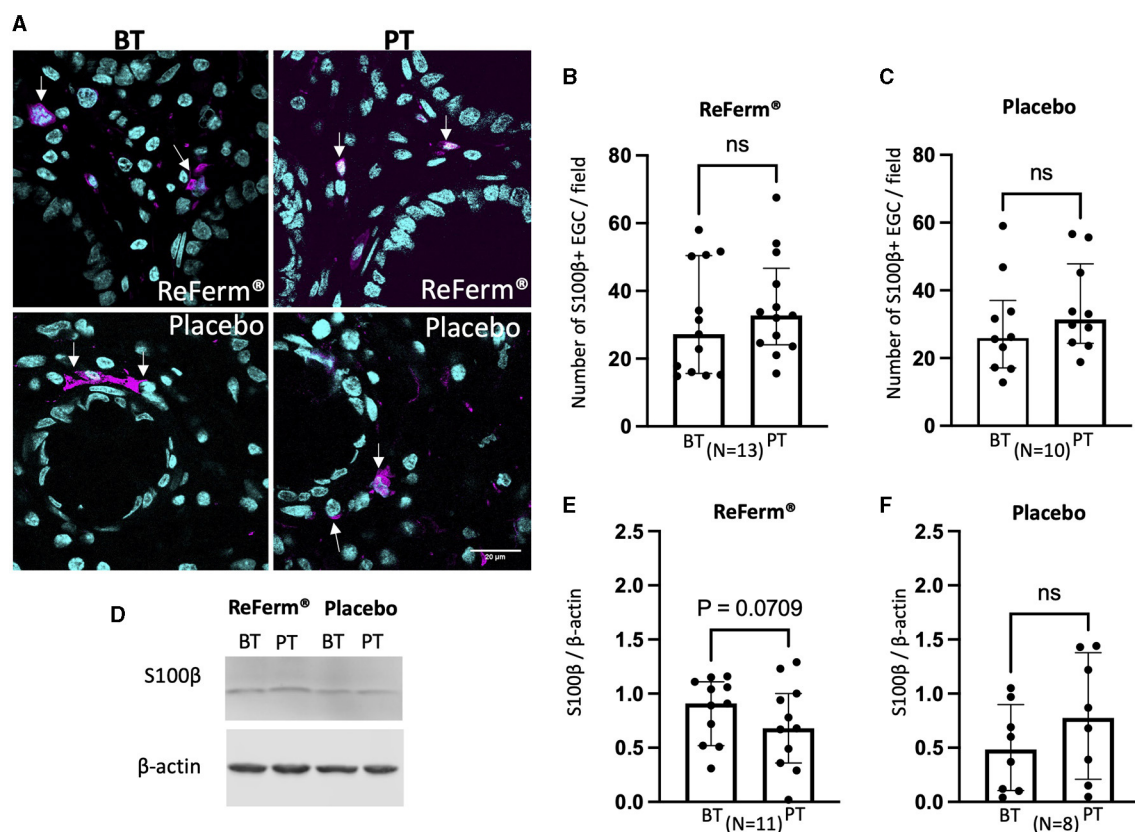 A
BT
PT
ReFerm®
ReFerm®
Placebo
Placebo
20 µm
B
ReFerm®
Number of S100β+ EGC / field
80
60
40
20
0
ns
BT
(N=13)
PT
C
Placebo
Number of S100β+ EGC / field
80
60
40
20
0
ns
BT
(N=10)
PT
D
ReFerm® Placebo
BT PT BT PT
S100β
β-actin
E
ReFerm®
S100β / β-actin
2.5
2.0
1.5
1.0
0.5
0.0
P = 0.0709
BT
(N=11)
PT
F
Placebo
S100β / β-actin
2.5
2.0
1.5
1.0
0.5
0.0
ns
BT
(N=8)
PT